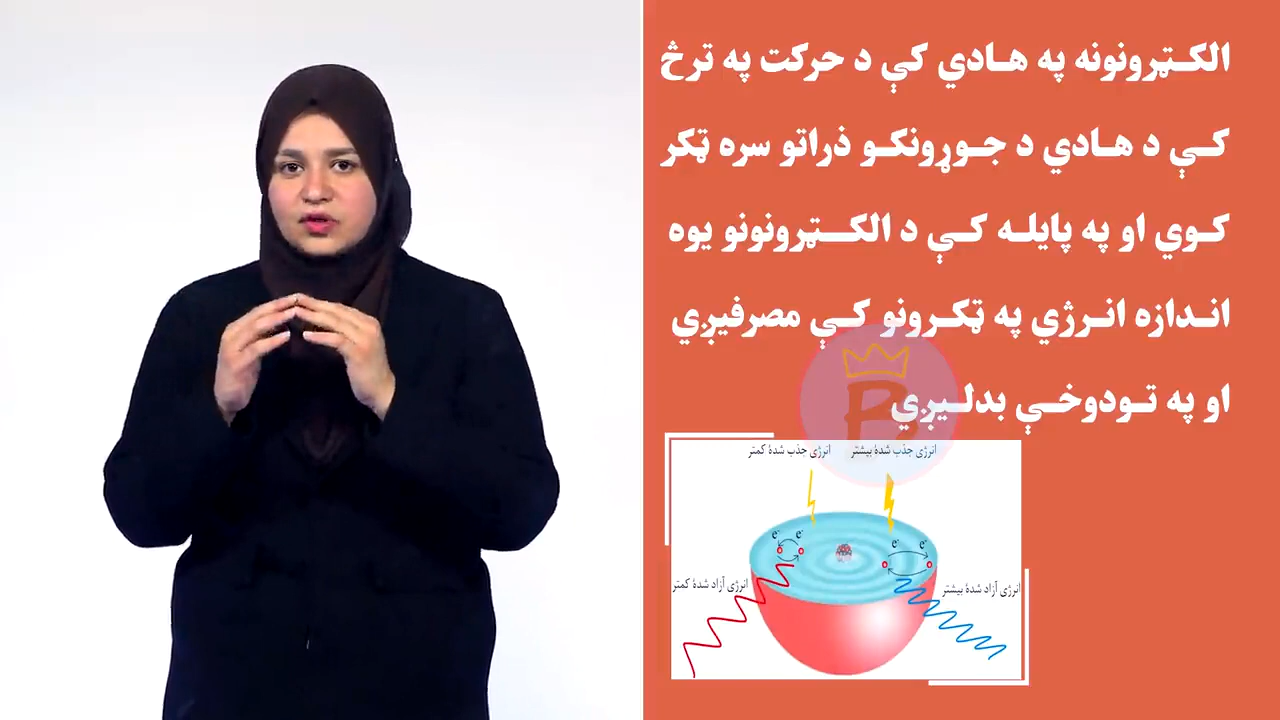 الکټرونونه په هادي کې د حرکت په ترڅ
کې د هادي د جوړونکو ذراتو سره ټکر
کوي او په پایله کې د الکټرونونو یوه
اندازه انرژي په ټکرونو کې مصرفیږي
او په تودوخې بدلیږي
B
انرژی جذب شدهٔ بیشتر
انرژی جذب شدهٔ کمتر
e⁻ e⁻
e⁻ e⁻
انرژی آزاد شدهٔ کمتر
انرژی آزاد شدهٔ بیشتر